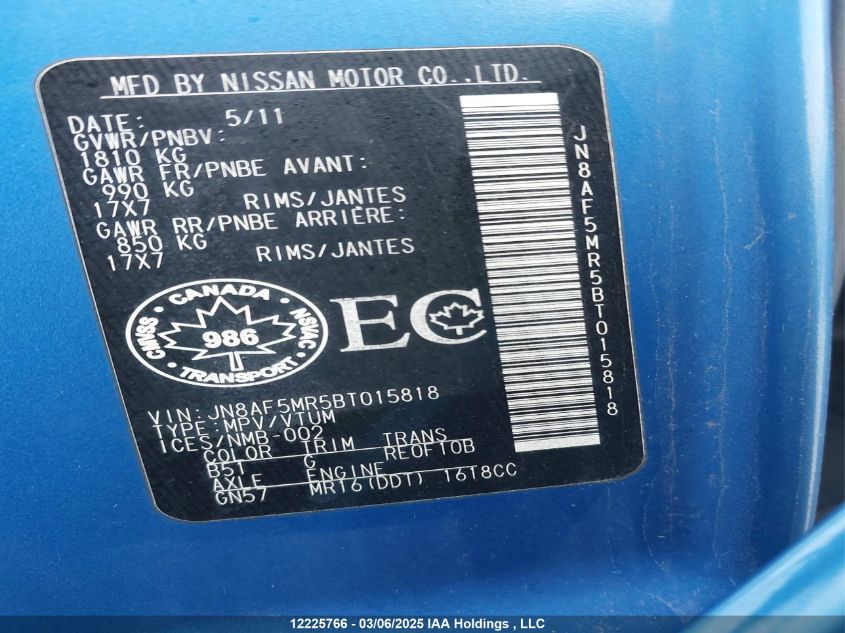 MFD BY NISSAN MOTOR CO.,LTD.
DATE: 5/11
GVWR/PNBV:
1810 KG
GAWR FR/PNBE AVANT:
990 KG
17X7 RIMS/JANTES
GAWR RR/PNBE ARRIÈRE:
850 KG
17X7 RIMS/JANTES
CANADA
CMVSS 986 NSVAC
TRANSPORT
EC
VIN: JN8AF5MR5BT015818
TYPE:MPV/VTUM
ICES/NMB-002
COLOR TRIM TRANS
B51 G RE0F10B
AXLE ENGINE
GN57 MR16(DDT) 1618CC
JN8AF5MR5BT015818
12225766 - 03/06/2025 IAA Holdings , LLC